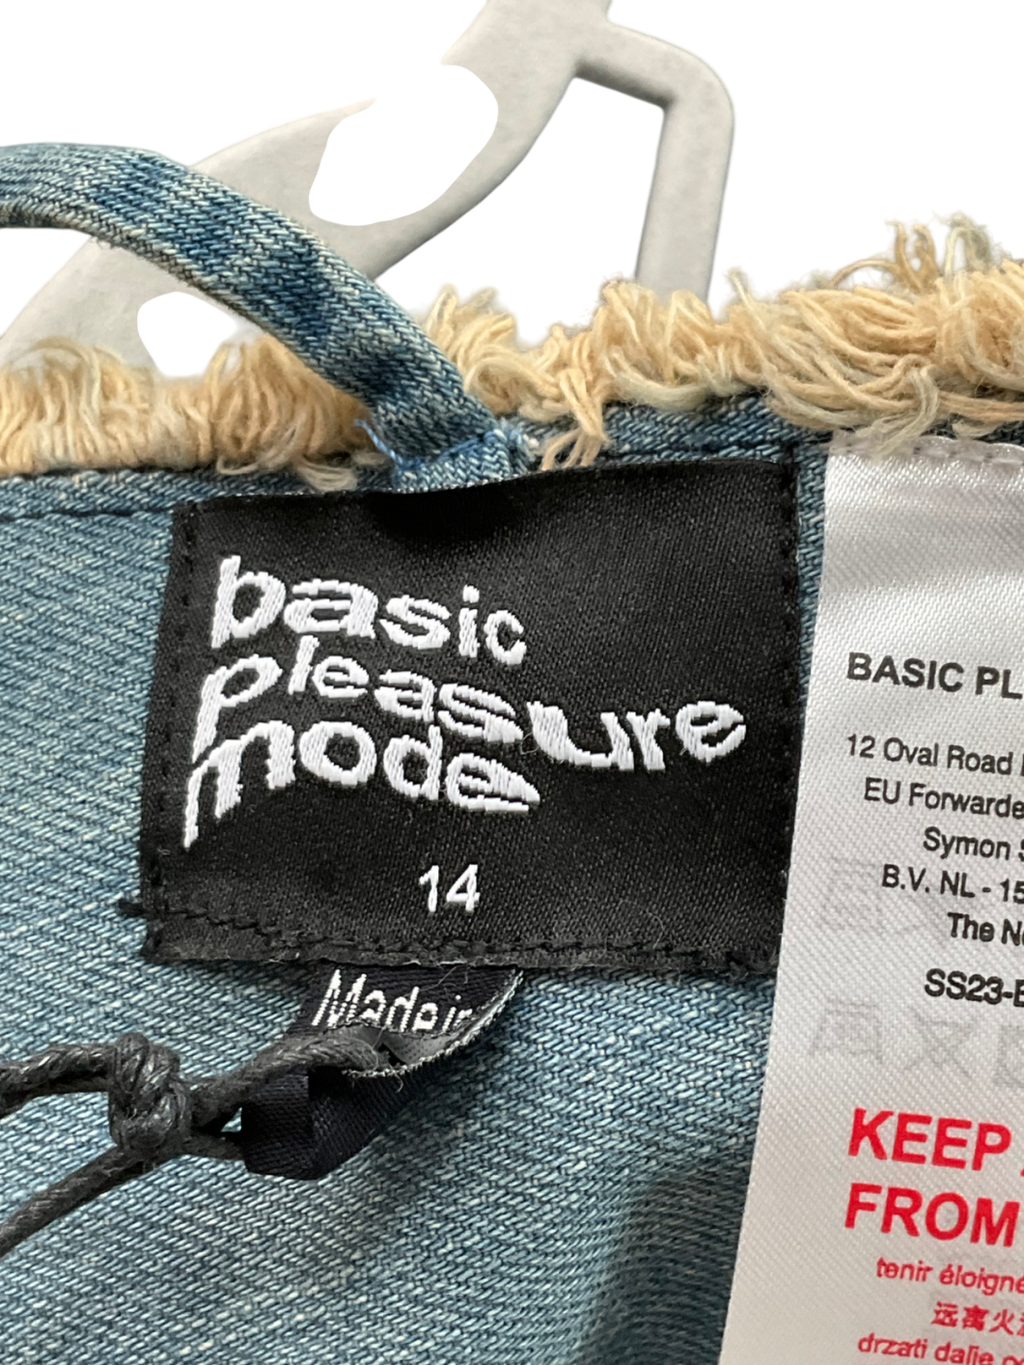 basic
pleasure
mode
14
Made in
BASIC PL
12 Oval Road
EU Forwarde
Symon S
B.V. NL - 15
The Ne
SS23-B
KEEP
FROM
tenir éloigne
远离火
drzati dalje o